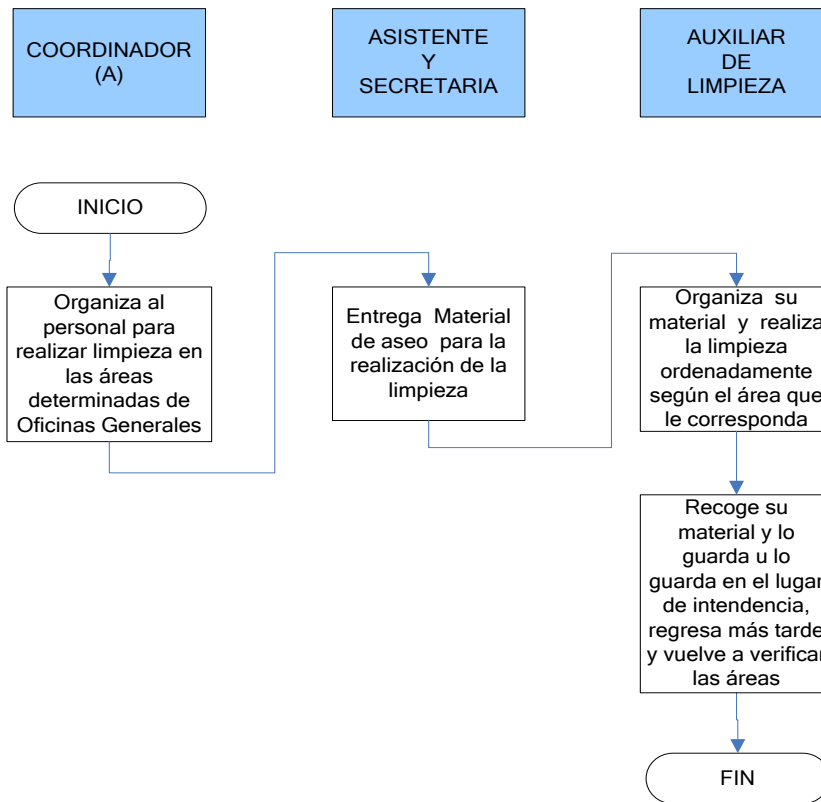 COORDINADOR
(A)
ASISTENTE
Y
SECRETARIA
AUXILIAR
DE
LIMPIEZA
INICIO
Organiza al
personal para
realizar limpieza en
las áreas
determinadas de
Oficinas Generales
Entrega Material
de aseo para la
realización de la
limpieza
Organiza su
material y realiza
la limpieza
ordenadamente
según el área que
le corresponda
Recoge su
material y lo
guarda u lo
guarda en el lugar
de intendencia,
regresa más tarde
y vuelve a verificar
las áreas
FIN